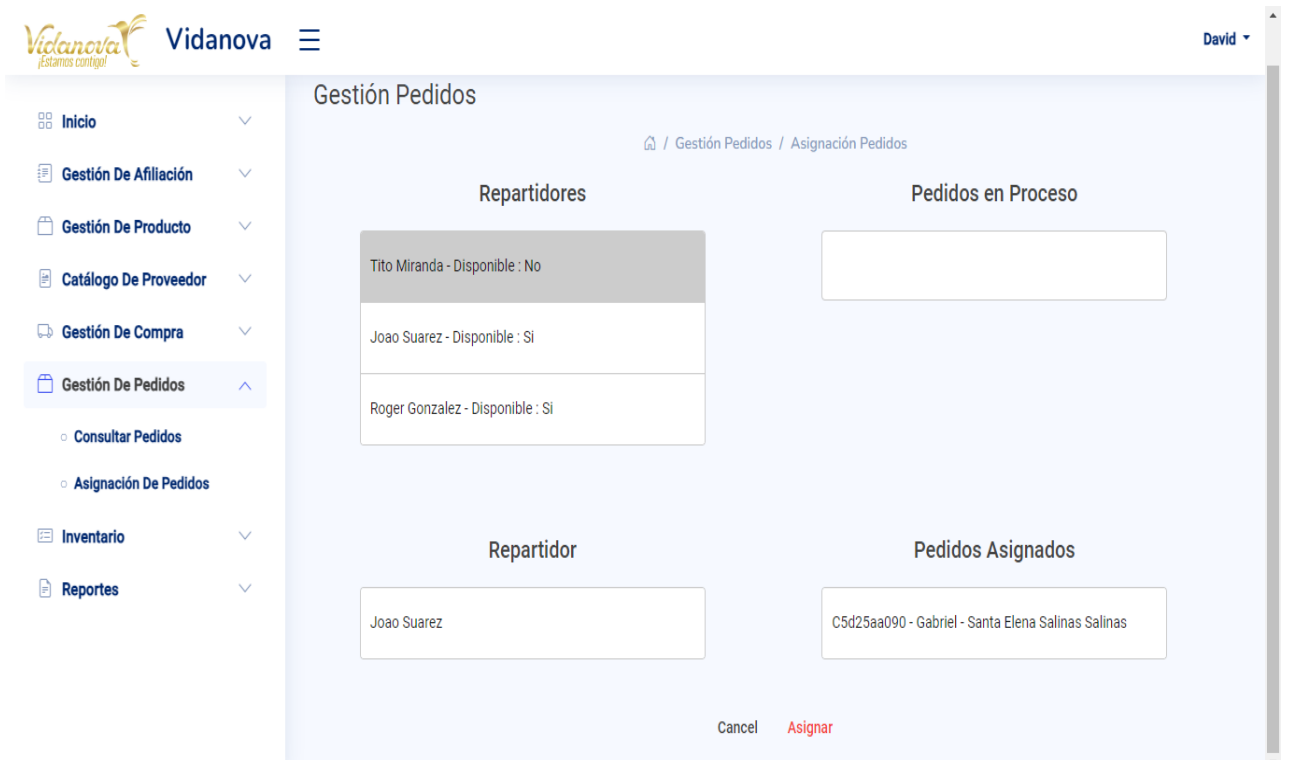 Vidanova
¡Estamos contigo!
Vidanova
David
Inicio
Gestión De Afiliación
Gestión De Producto
Catálogo De Proveedor
Gestión De Compra
Gestión De Pedidos
Consultar Pedidos
Asignación De Pedidos
Inventario
Reportes
Gestión Pedidos
/ Gestión Pedidos / Asignación Pedidos
Repartidores
Tito Miranda - Disponible : No
Joao Suarez - Disponible : Si
Roger Gonzalez - Disponible : Si
Pedidos en Proceso
Repartidor
Joao Suarez
Pedidos Asignados
C5d25aa090 - Gabriel - Santa Elena Salinas Salinas
Cancel Asignar